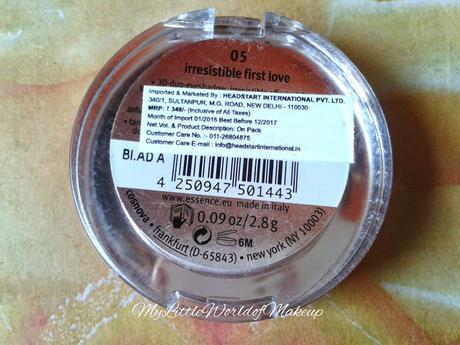 05
irresistible first love
Imported & Marketed By : HEADSTART INTERNATIONAL PVT. LTD.
340/1, SULTANPUR, M.G. ROAD, NEW DELHI - 110030
MRP: ₹ 349/- (Inclusive of All Taxes)
Month of Import 01/2015 Best Before 12/2017
Net Vol. & Product Description: On Pack
Customer Care No.: -011-26804875
Customer Care E-mail : info@headstartinternational.in
BI.AD A
4 250947 501443
www.essence.eu made in italy
0.09 oz/2.8g
6M
cosnova • frankfurt (D-65843) • new york (NY 10003)
MyLittleWorldofMakeup